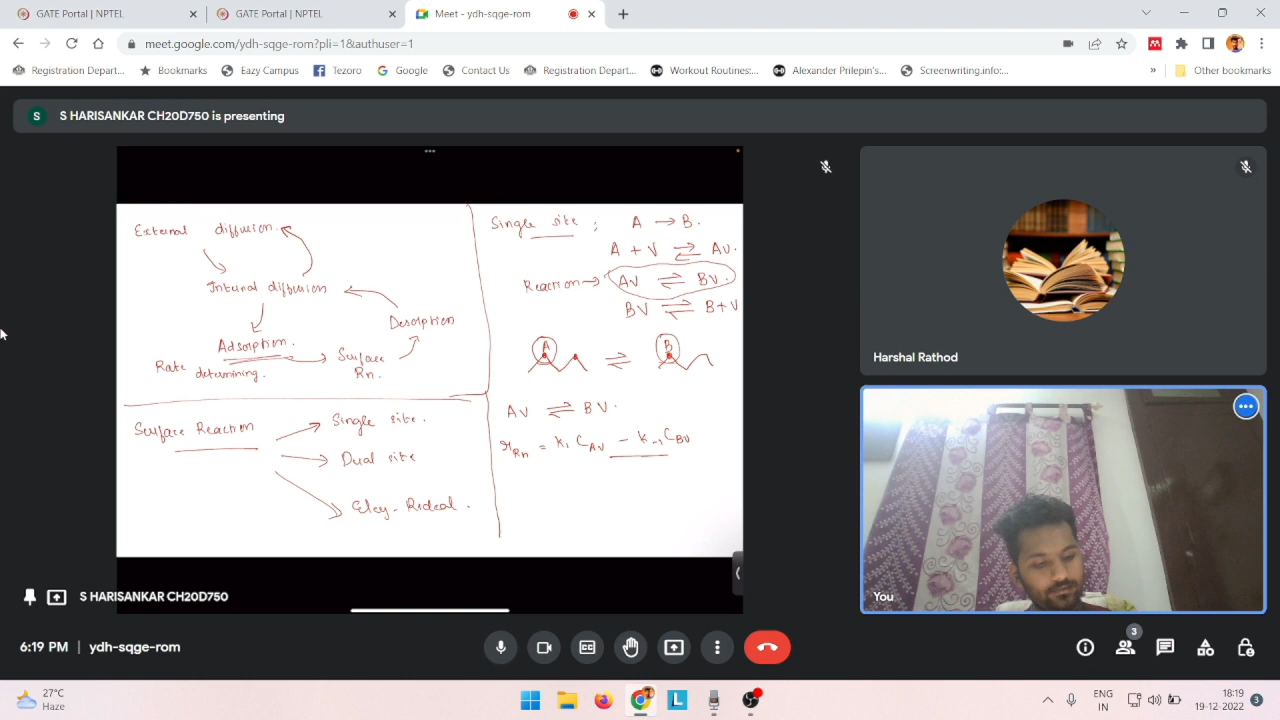 GATE Portal | NPTEL
GATE Portal | NPTEL
Meet - ydh-sqge-rom
meet.google.com/ydh-sqge-rom?pli=1&authuser=1
Registration Depart...
Bookmarks
Eazy Campus
Tezoro
Google
Contact Us
Registration Depart...
Workout Routines:...
Alexander Prilepin's...
Screenwriting.info:...
»
Other bookmarks
S
S HARISANKAR CH20D750 is presenting
External diffusion.
Internal diffusion
Desorption
Adsorption.
Rate determining.
Surface Rn.
Surface Reaction
Single site.
Dual site
Eley-Rideal.
Single site ; A → B.
A + V ⇌ AV.
Reaction → AV ⇌ BV.
BV ⇌ B + V
A ⇌ B
AV ⇌ BV.
r_Rn = k₁ C_AV - k₋₁ C_BV
Harshal Rathod
You
S HARISANKAR CH20D750
6:19 PM | ydh-sqge-rom
CC
3
27°C
Haze
L
ENG
IN
18:19
19-12-2022
3